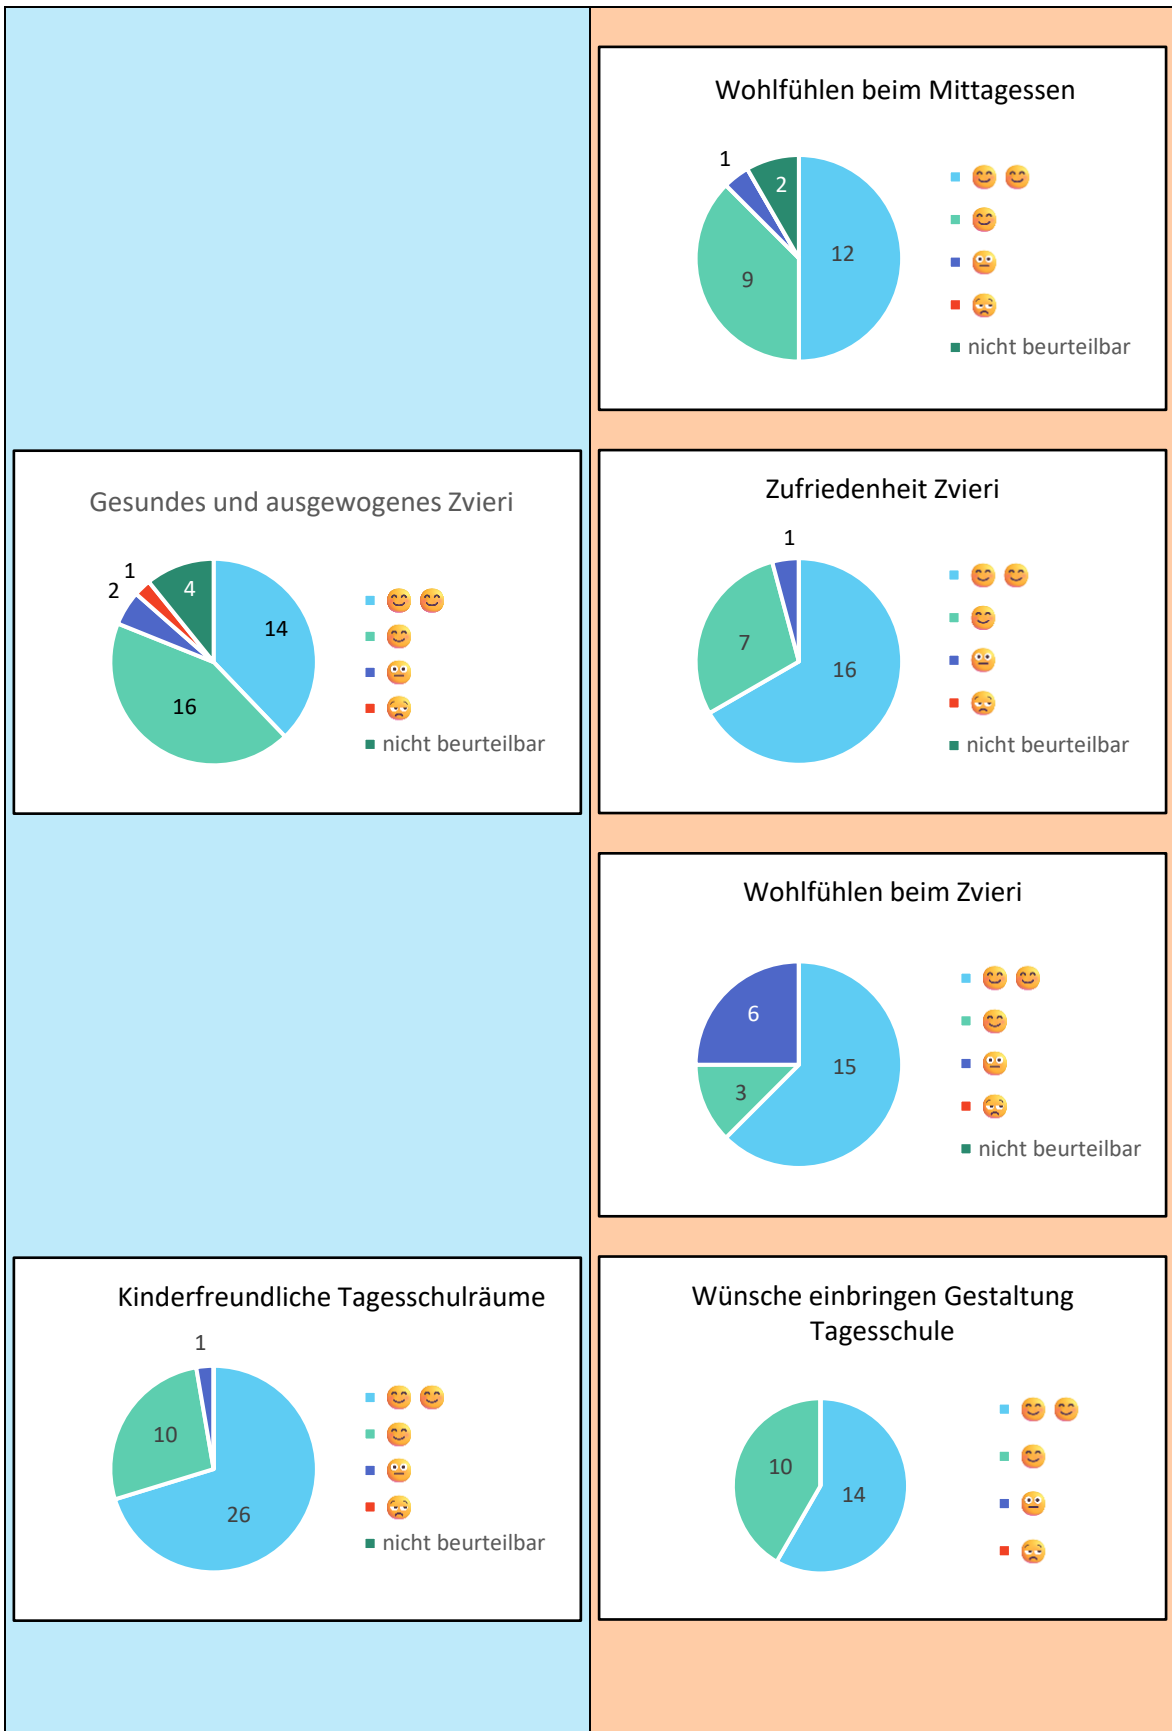 Wohlfühlen beim Mittagessen
1
2
12
9
😊 😊
😊
😐
😟
nicht beurteilbar
Gesundes und ausgewogenes Zvieri
1
2
4
14
16
nicht beurteilbar
Zufriedenheit Zvieri
1
7
16
nicht beurteilbar
Wohlfühlen beim Zvieri
6
15
3
nicht beurteilbar
Kinderfreundliche Tagesschulräume
1
10
26
nicht beurteilbar
Wünsche einbringen Gestaltung
Tagesschule
10
14